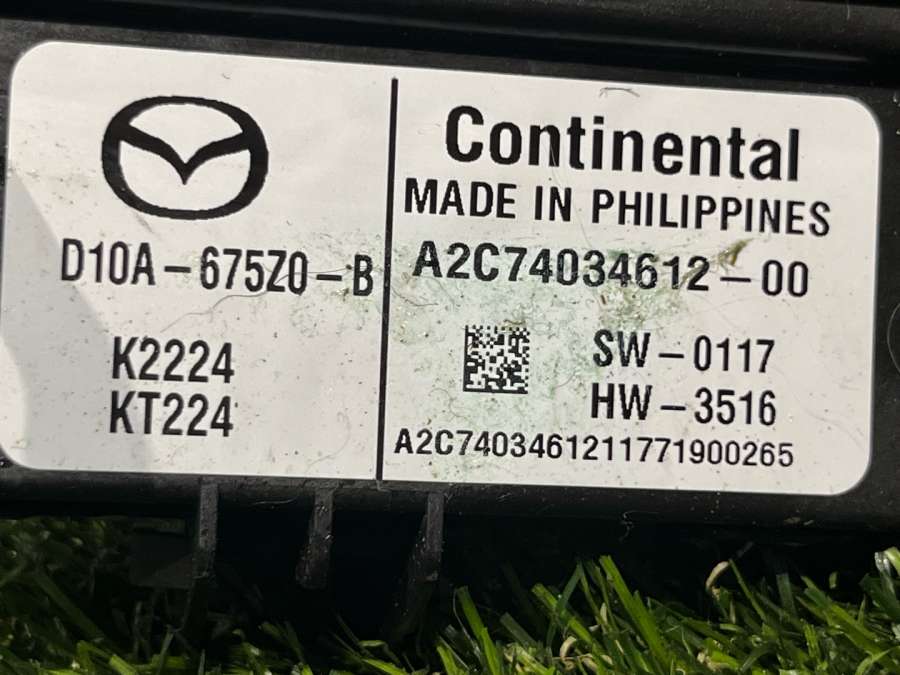 D10A-675Z0-B
K2224
KT224
Continental
MADE IN PHILIPPINES
A2C74034612-00
SW-0117
HW-3516
A2C7403461211771900265